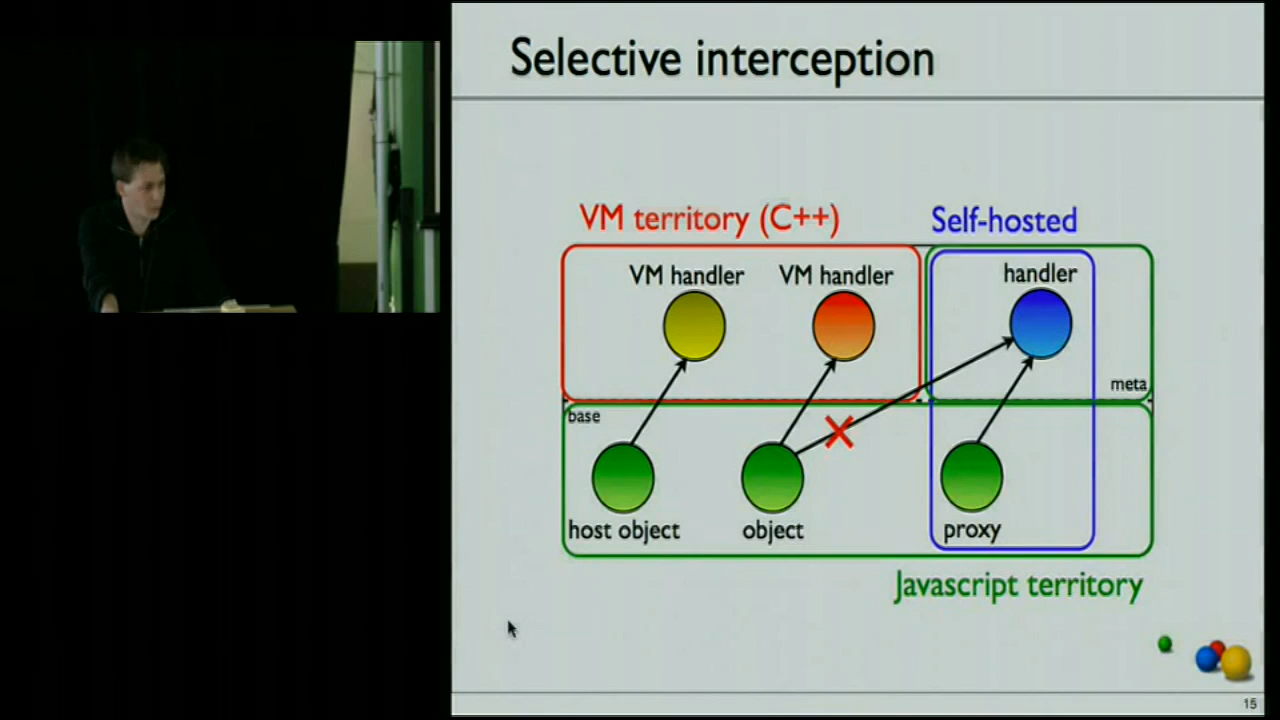 Selective interception
VM territory (C++)
Self-hosted
VM handler
VM handler
handler
meta
base
host object
object
proxy
Javascript territory
15